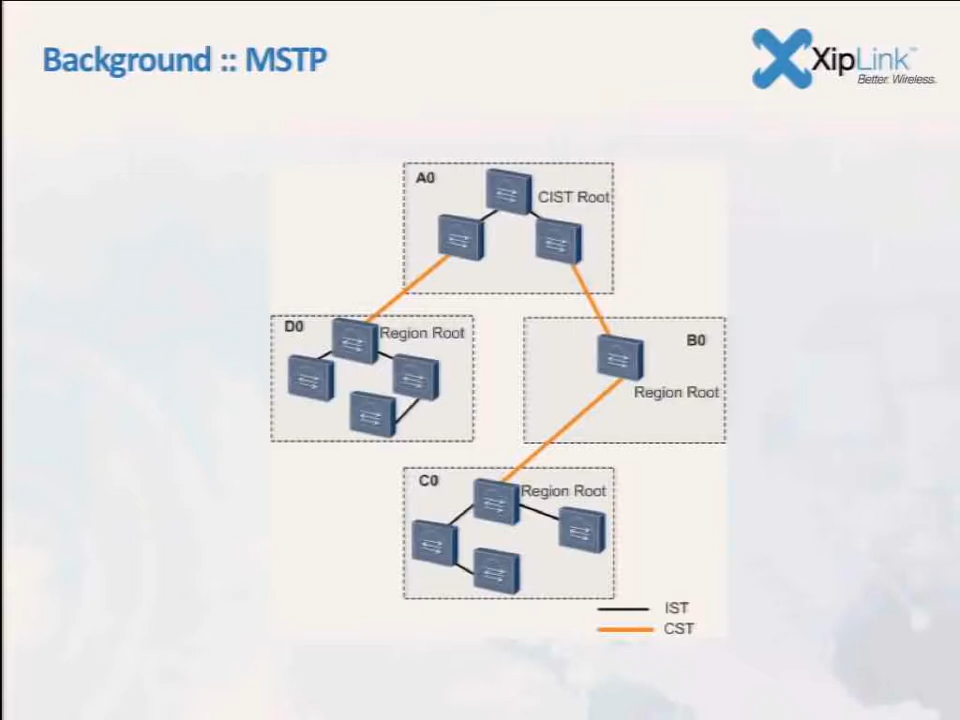 Background :: MSTP
XipLink™
Better. Wireless.
A0
CIST Root
D0
Region Root
B0
Region Root
C0
Region Root
IST
CST